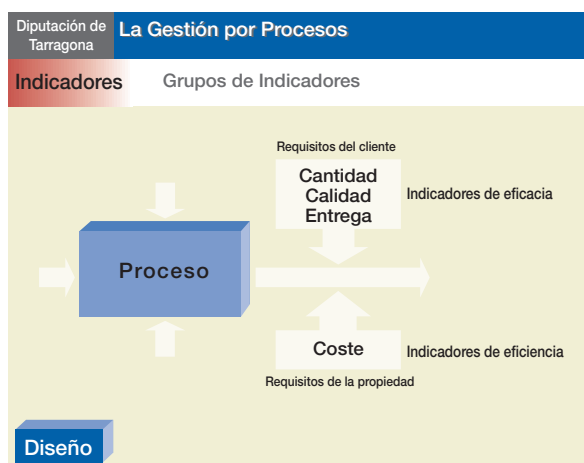 Diputación de
Tarragona
La Gestión por Procesos
Indicadores
Grupos de Indicadores
Requisitos del cliente
Cantidad
Calidad
Entrega
Indicadores de eficacia
Proceso
Coste
Indicadores de eficiencia
Requisitos de la propiedad
Diseño